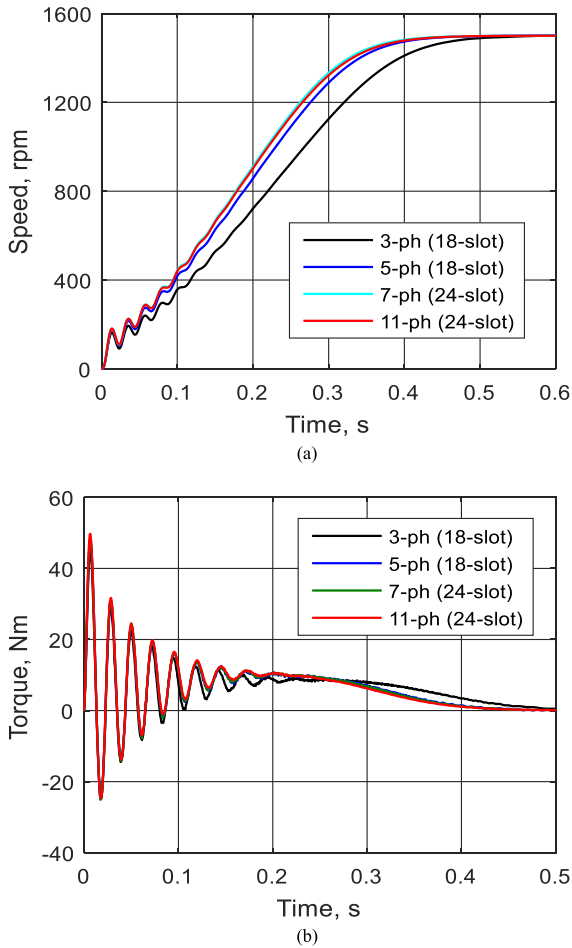 1600
1200
800
400
0
Speed, rpm
3-ph (18-slot)
5-ph (18-slot)
7-ph (24-slot)
11-ph (24-slot)
0
0.1
0.2
0.3
0.4
0.5
0.6
Time, s
(a)
60
40
20
0
-20
-40
Torque, Nm
3-ph (18-slot)
5-ph (18-slot)
7-ph (24-slot)
11-ph (24-slot)
0
0.1
0.2
0.3
0.4
0.5
Time, s
(b)